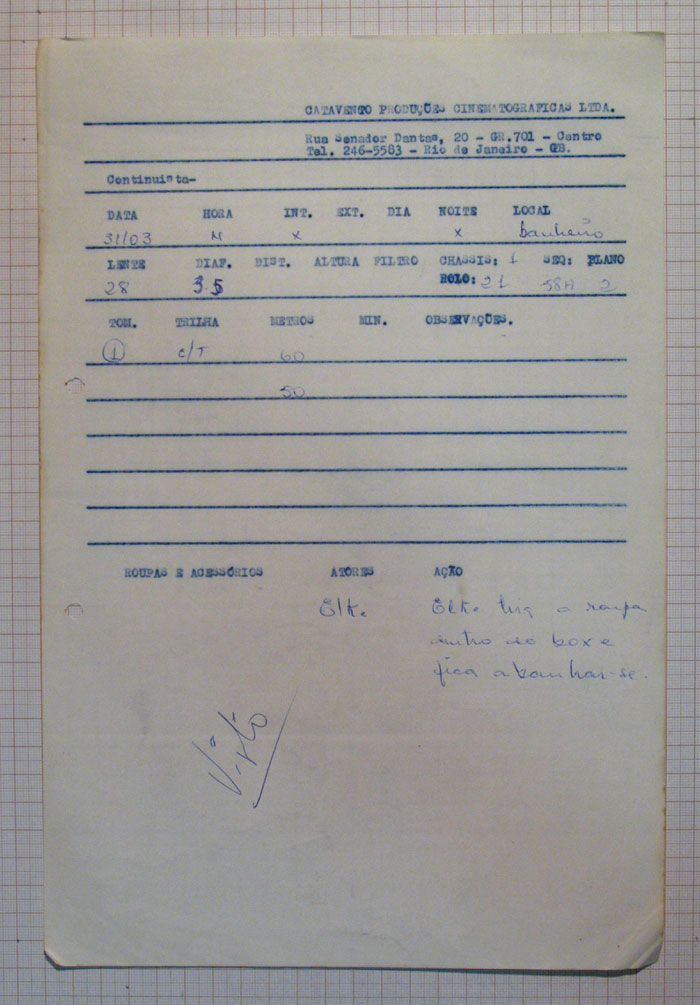 CATAVENTO PRODUÇÕES CINEMATOGRAFICAS LTDA.
Rua Senador Dantas, 20 - GR.701 - Centro
Tel. 246-5583 - Rio de Janeiro - GB.
Continuista-
DATA HORA INT. EXT. DIA NOITE LOCAL
31/03 N X X banheiro
LENTE DIAF. DIST. ALTURA FILTRO CHASSIS: 1 SEQ: PLANO
28 3.5 ROLO: 21 58A 2
TOM. TRILHA METROS MIN. OBSERVAÇÕES.
1 c/T 60
50
ROUPAS E ACESSÓRIOS ATÔRES AÇÃO
Elke Elke tira a roupa
dentro do box e
fica a banhar-se.
Visto